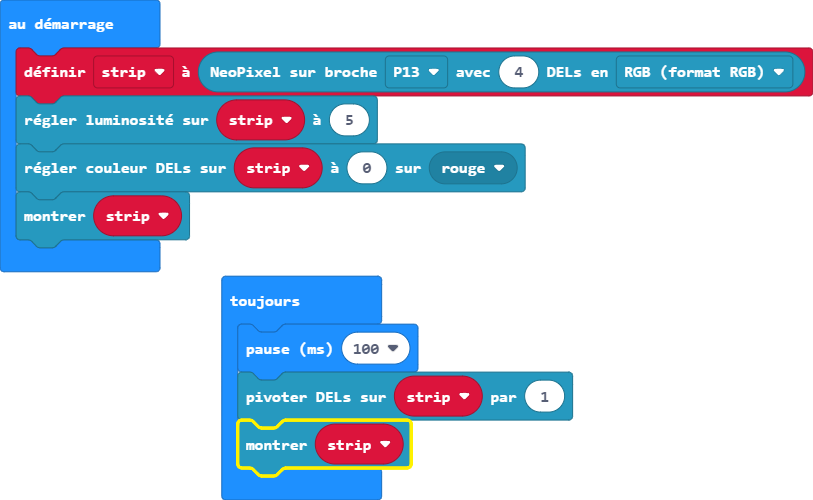 au démarrage
définir strip à NeoPixel sur broche P13 avec 4 DELs en RGB (format RGB)
régler luminosité sur strip à 5
régler couleur DELs sur strip à 0 sur rouge
montrer strip
toujours
pause (ms) 100
pivoter DELs sur strip par 1
montrer strip